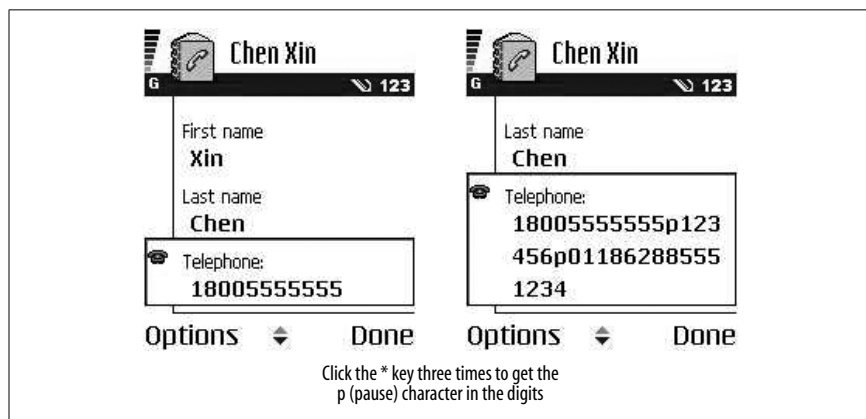 Chen Xin
G 123
First name
Xin
Last name
Chen
Telephone:
18005555555
Options Done
Chen Xin
G 123
Last name
Chen
Telephone:
18005555555p123
456p01186288555
1234
Options Done
Click the * key three times to get the
p (pause) character in the digits